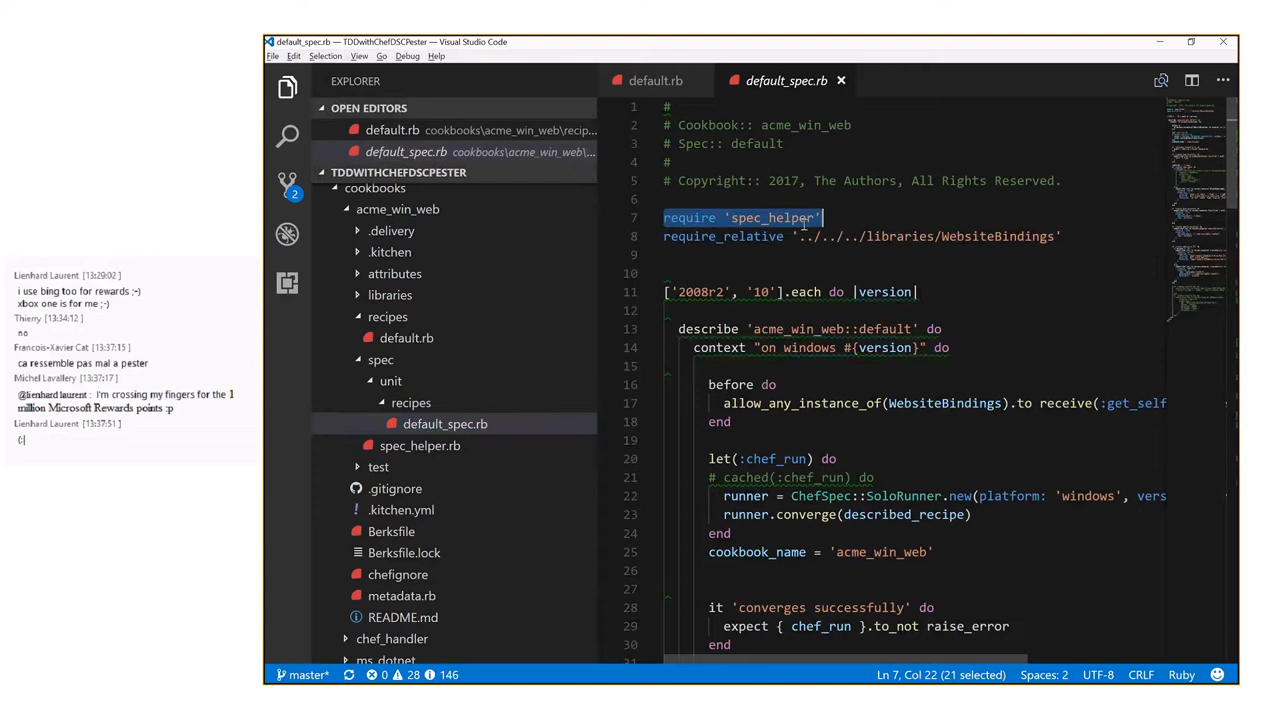 Lienhard Laurent [13:29:02]
i use bing too for rewards ;-)
xbox one is for me ;-)
Thierry [13:34:12]
no
Francois-Xavier Cat [13:37:15]
ca ressemble pas mal a pester
Michel Lavallery [13:37:17]
@lienhard laurent : I'm crossing my fingers for the 1
million Microsoft Rewards points :p
Lienhard Laurent [13:37:51]
(:
default_spec.rb — TDDwithChefDSCPester — Visual Studio Code
File Edit Selection View Go Debug Help
EXPLORER
OPEN EDITORS
default.rb cookbooks\acme_win_web\recip...
default_spec.rb cookbooks\acme_win_web\...
TDDWITHCHEFDSCPESTER
cookbooks
acme_win_web
.delivery
.kitchen
attributes
libraries
recipes
default.rb
spec
unit
recipes
default_spec.rb
spec_helper.rb
test
.gitignore
.kitchen.yml
Berksfile
Berksfile.lock
chefignore
metadata.rb
README.md
chef_handler
ms_dotnet
2
default.rb default_spec.rb
1 #
2 # Cookbook:: acme_win_web
3 # Spec:: default
4 #
5 # Copyright:: 2017, The Authors, All Rights Reserved.
6
7 require 'spec_helper'
8 require_relative '../../../libraries/WebsiteBindings'
9
10
11 ['2008r2', '10'].each do |version|
12
13 describe 'acme_win_web::default' do
14 context "on windows #{version}" do
15
16 before do
17 allow_any_instance_of(WebsiteBindings).to receive(:get_self
18 end
19
20 let(:chef_run) do
21 # cached(:chef_run) do
22 runner = ChefSpec::SoloRunner.new(platform: 'windows', vers
23 runner.converge(described_recipe)
24 end
25 cookbook_name = 'acme_win_web'
26
27
28 it 'converges successfully' do
29 expect { chef_run }.to_not raise_error
30 end
31
master* 0 28 146 Ln 7, Col 22 (21 selected) Spaces: 2 UTF-8 CRLF Ruby